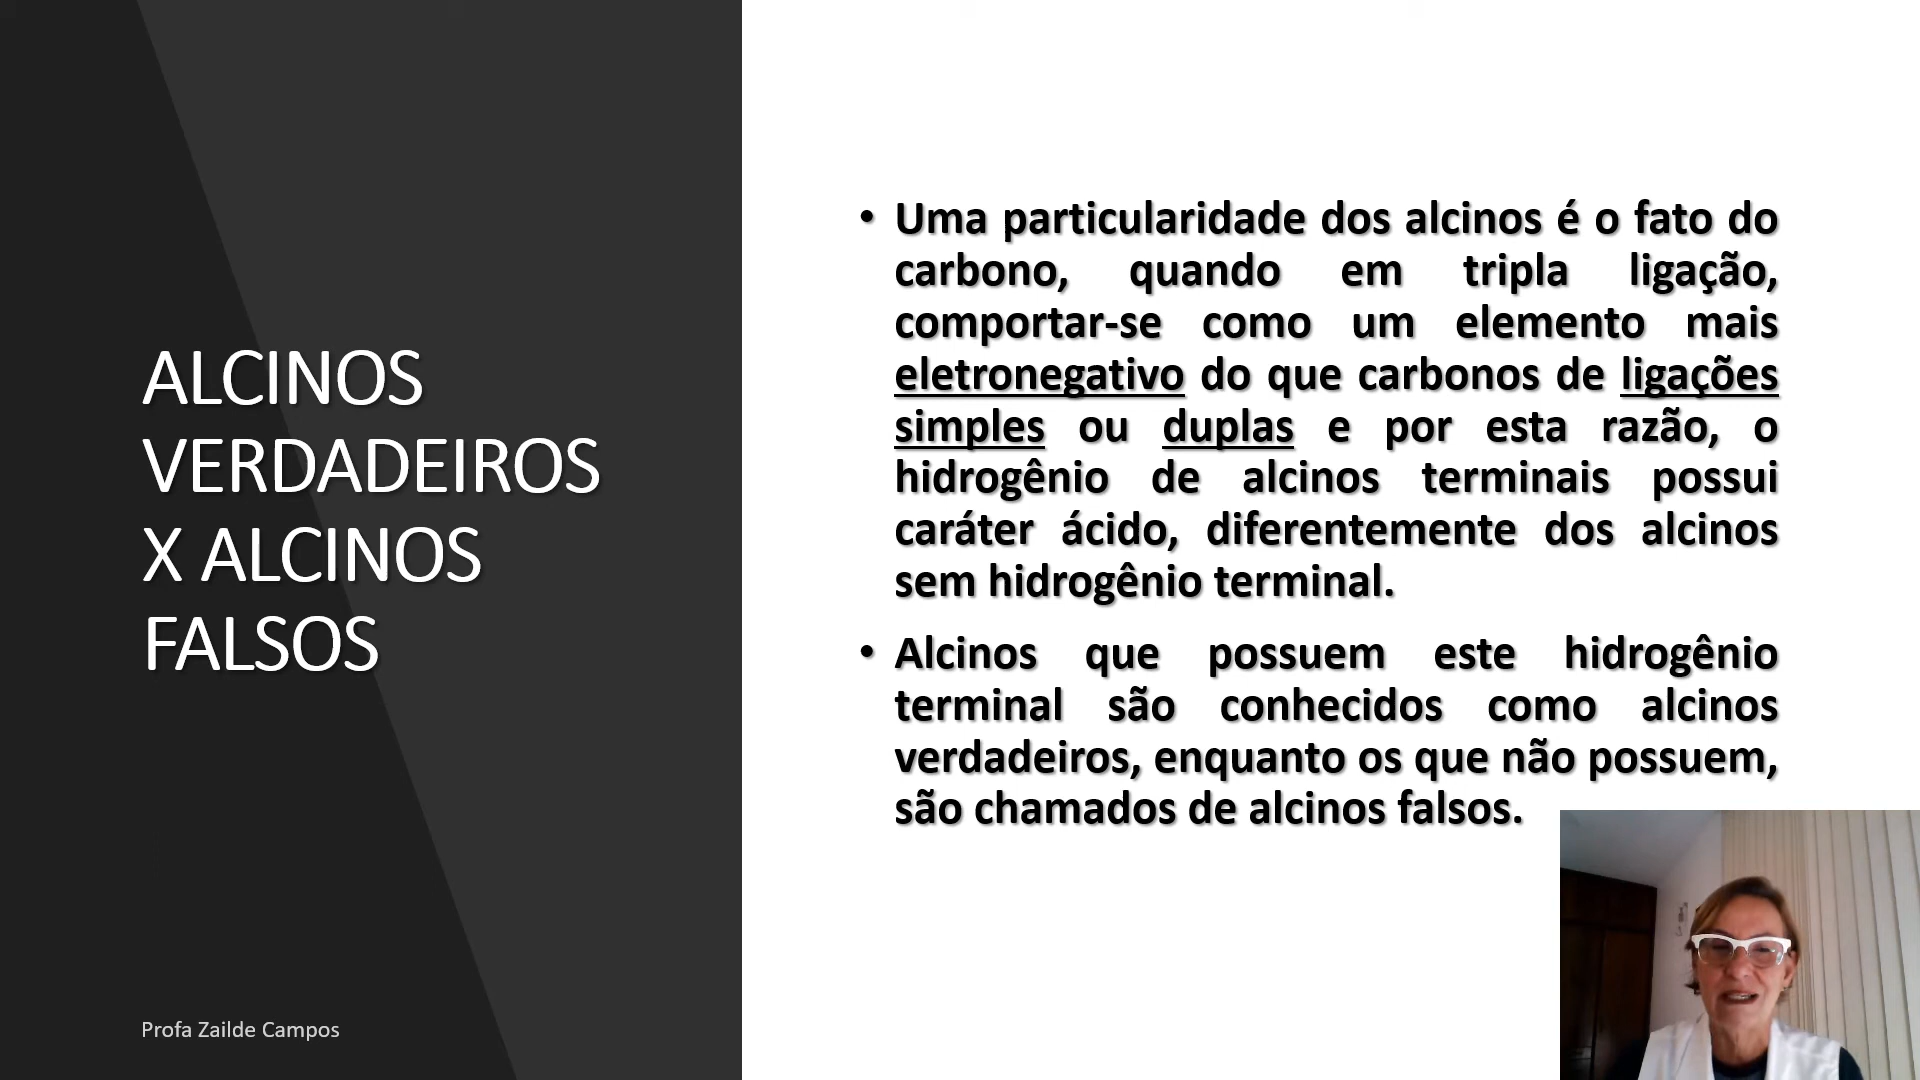 ALCINOS
VERDADEIROS
X ALCINOS
FALSOS
Profa Zailde Campos
• Uma particularidade dos alcinos é o fato do
carbono, quando em tripla ligação,
comportar-se como um elemento mais
eletronegativo do que carbonos de ligações
simples ou duplas e por esta razão, o
hidrogênio de alcinos terminais possui
caráter ácido, diferentemente dos alcinos
sem hidrogênio terminal.
• Alcinos que possuem este hidrogênio
terminal são conhecidos como alcinos
verdadeiros, enquanto os que não possuem,
são chamados de alcinos falsos.